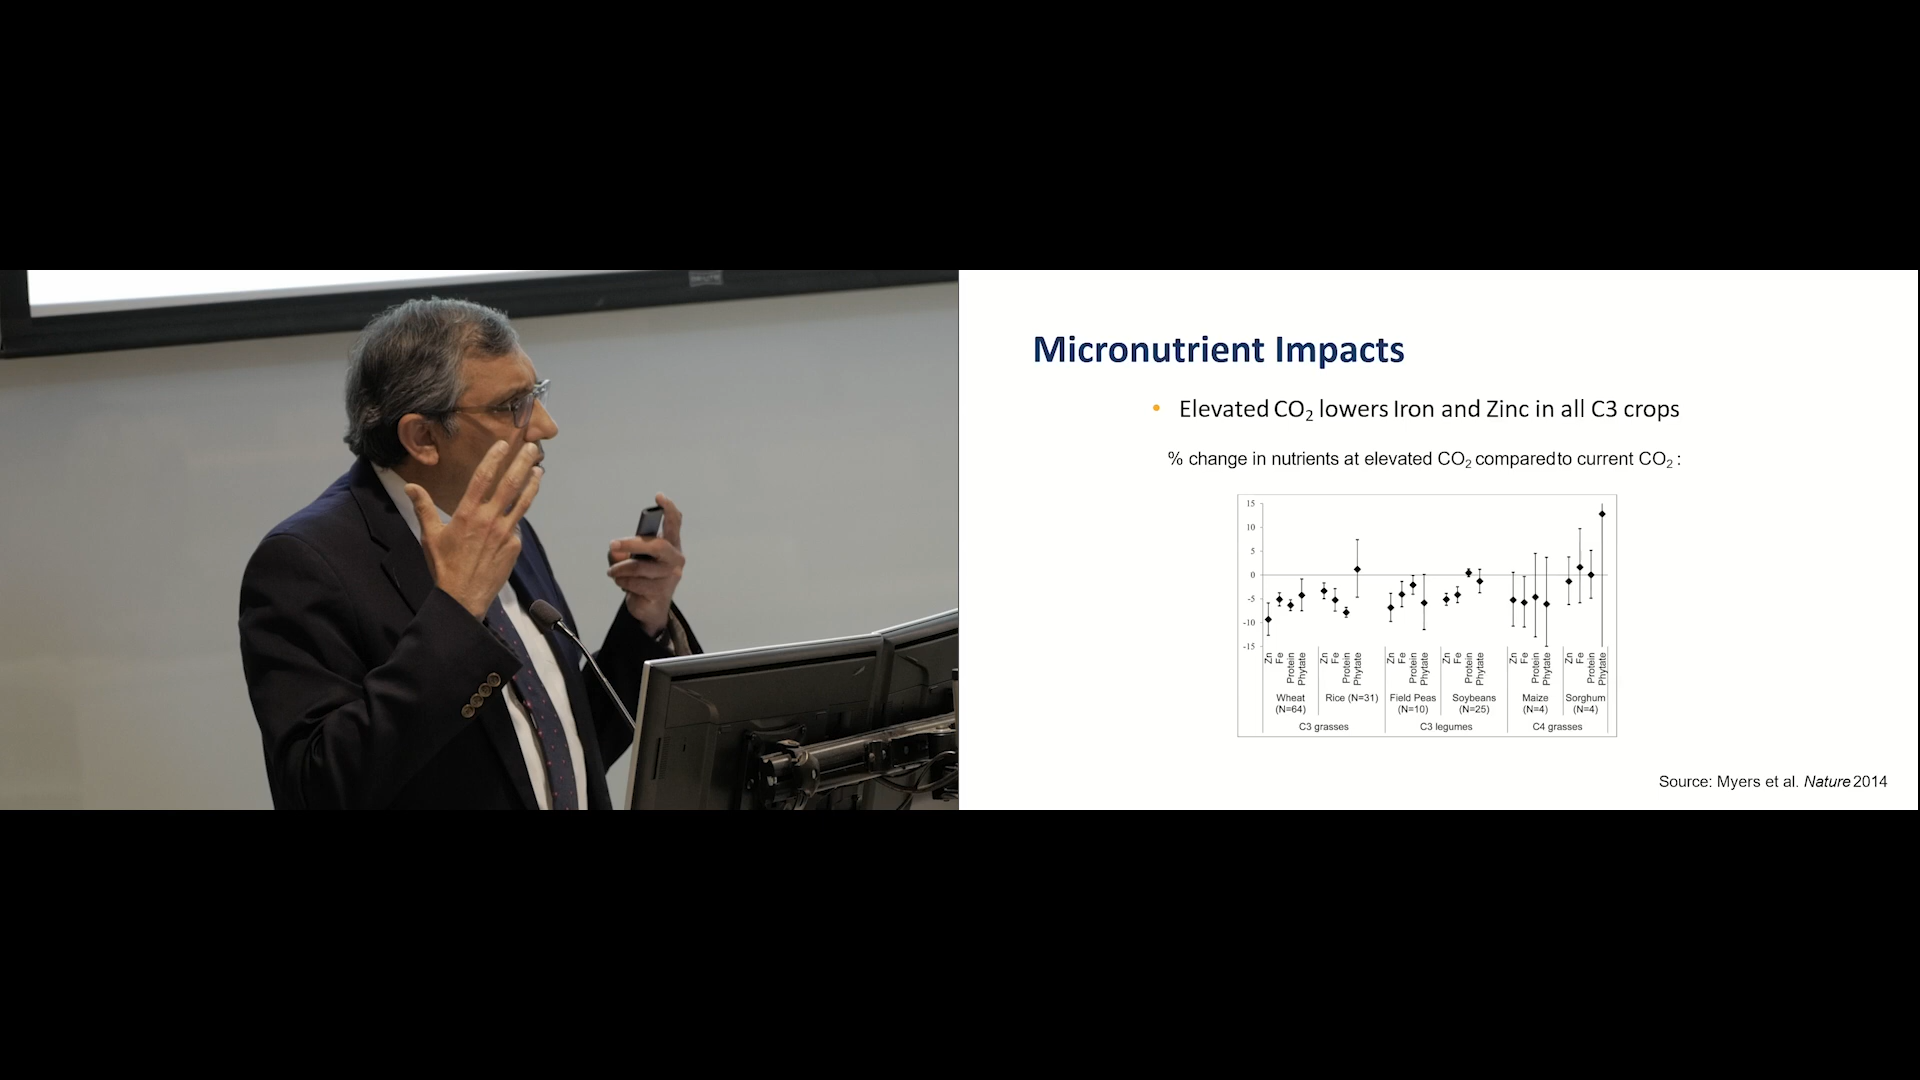 Micronutrient Impacts
• Elevated CO₂ lowers Iron and Zinc in all C3 crops
% change in nutrients at elevated CO₂ compared to current CO₂ :
15
10
5
0
-5
-10
-15
Zn Fe Protein Phytate Zn Fe Protein Phytate Zn Fe Protein Phytate Zn Fe Protein Phytate Zn Fe Protein Phytate Zn Fe Protein Phytate
Wheat Rice (N=31) Field Peas Soybeans Maize Sorghum
(N=64) (N=10) (N=25) (N=4) (N=4)
C3 grasses C3 legumes C4 grasses
Source: Myers et al. Nature 2014